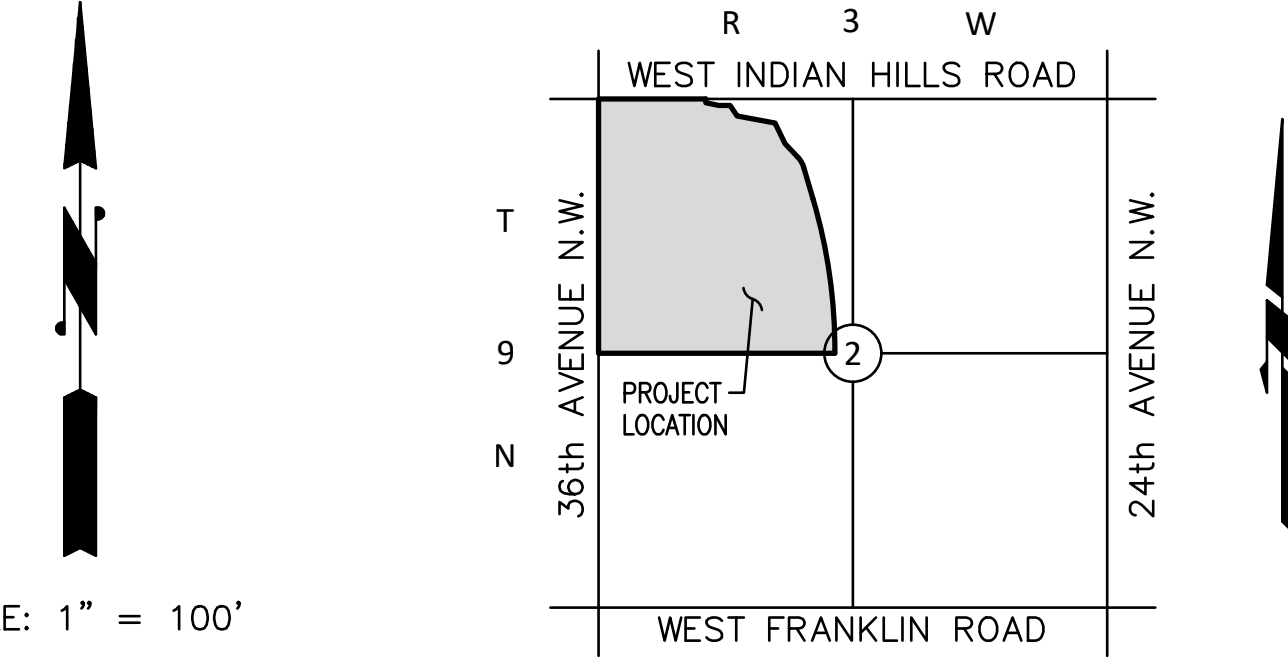 R 3 W
WEST INDIAN HILLS ROAD
T
9
N
36th AVENUE N.W.
24th AVENUE N.W.
2
PROJECT
LOCATION
N
E: 1" = 100'
WEST FRANKLIN ROAD